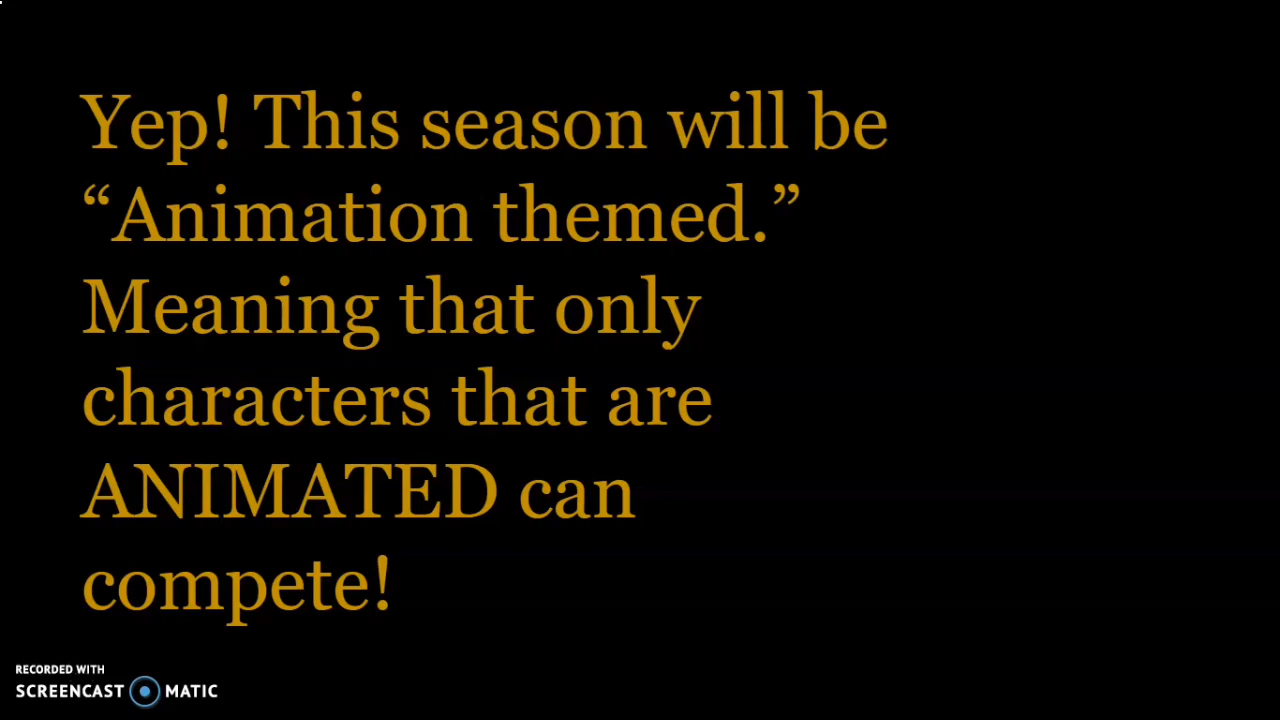 Yep! This season will be
“Animation themed.”
Meaning that only
characters that are
ANIMATED can
compete!
RECORDED WITH
SCREENCAST MATIC